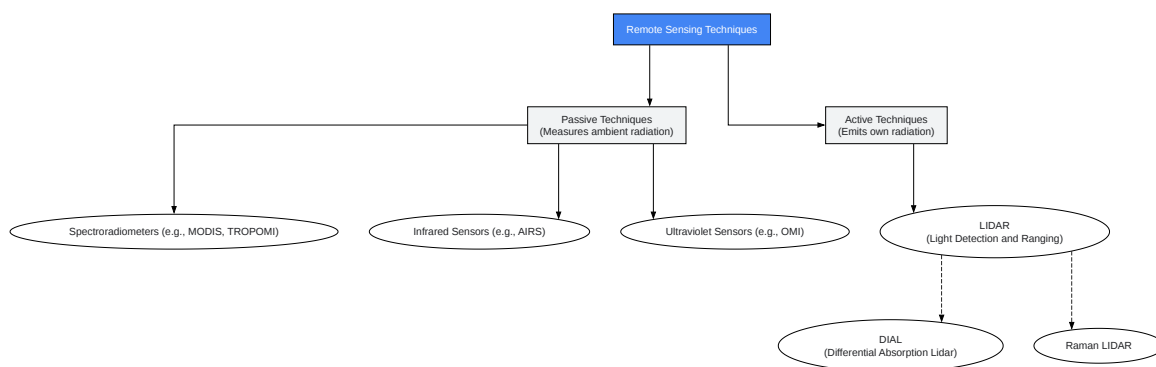 Remote Sensing Techniques
Passive Techniques
(Measures ambient radiation)
Active Techniques
(Emits own radiation)
Spectroradiometers (e.g., MODIS, TROPOMI)
Infrared Sensors (e.g., AIRS)
Ultraviolet Sensors (e.g., OMI)
LIDAR
(Light Detection and Ranging)
DIAL
(Differential Absorption Lidar)
Raman LIDAR